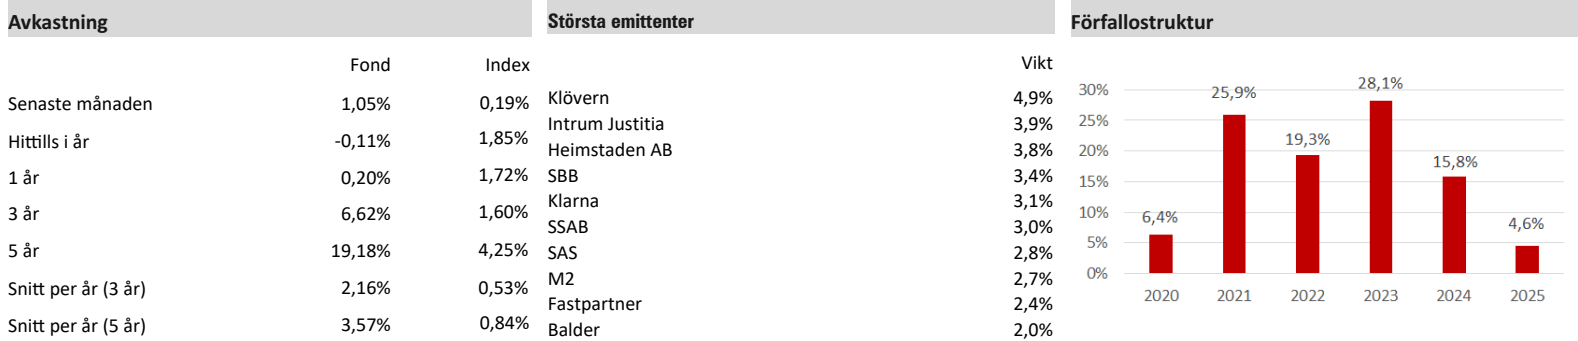 Avkastning
Fond Index
Senaste månaden 1,05% 0,19%
Hittills i år -0,11% 1,85%
1 år 0,20% 1,72%
3 år 6,62% 1,60%
5 år 19,18% 4,25%
Snitt per år (3 år) 2,16% 0,53%
Snitt per år (5 år) 3,57% 0,84%
Största emittenter
Vikt
Klövern 4,9%
Intrum Justitia 3,9%
Heimstaden AB 3,8%
SBB 3,4%
Klarna 3,1%
SSAB 3,0%
SAS 2,8%
M2 2,7%
Fastpartner 2,4%
Balder 2,0%
Förfallostruktur
30%
25%
20%
15%
10%
5%
0%
6,4%
25,9%
19,3%
28,1%
15,8%
4,6%
2020 2021 2022 2023 2024 2025